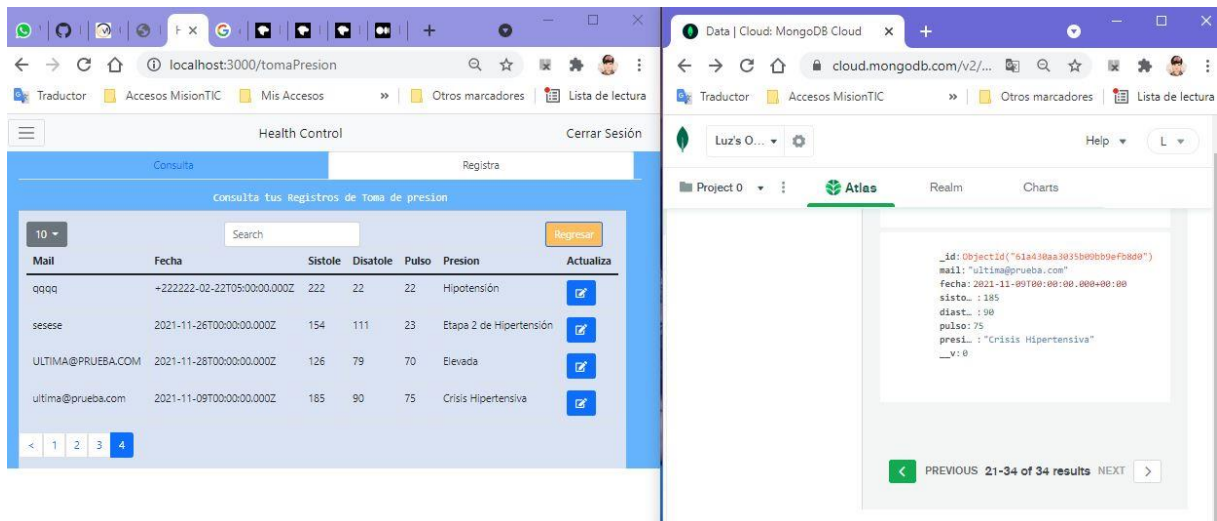 localhost:3000/tomaPresion
Traductor Accesos MisionTIC Mis Accesos » Otros marcadores Lista de lectura
Health Control Cerrar Sesión
Consulta Registra
Consulta tus Registros de Toma de presion
10 Search Regresar
Mail Fecha Sistole Disatole Pulso Presion Actualiza
qqqq +222222-02-22T05:00:00.000Z 222 22 22 Hipotensión
sesese 2021-11-26T00:00:00.000Z 154 111 23 Etapa 2 de Hipertensión
ULTIMA@PRUEBA.COM 2021-11-28T00:00:00.000Z 126 79 70 Elevada
ultima@prueba.com 2021-11-09T00:00:00.000Z 185 90 75 Crisis Hipertensiva
< 1 2 3 4
Data | Cloud: MongoDB Cloud
cloud.mongodb.com/v2/...
Traductor Accesos MisionTIC » Otros marcadores Lista de lectura
Luz's O... Help L
Project 0 Atlas Realm Charts
_id: ObjectId("61a430aa3035b09bb9efb8d0")
mail: "ultima@prueba.com"
fecha: 2021-11-09T00:00:00.000+00:00
sisto… : 185
diast… : 90
pulso: 75
presi… : "Crisis Hipertensiva"
__v: 0
< PREVIOUS 21-34 of 34 results NEXT >